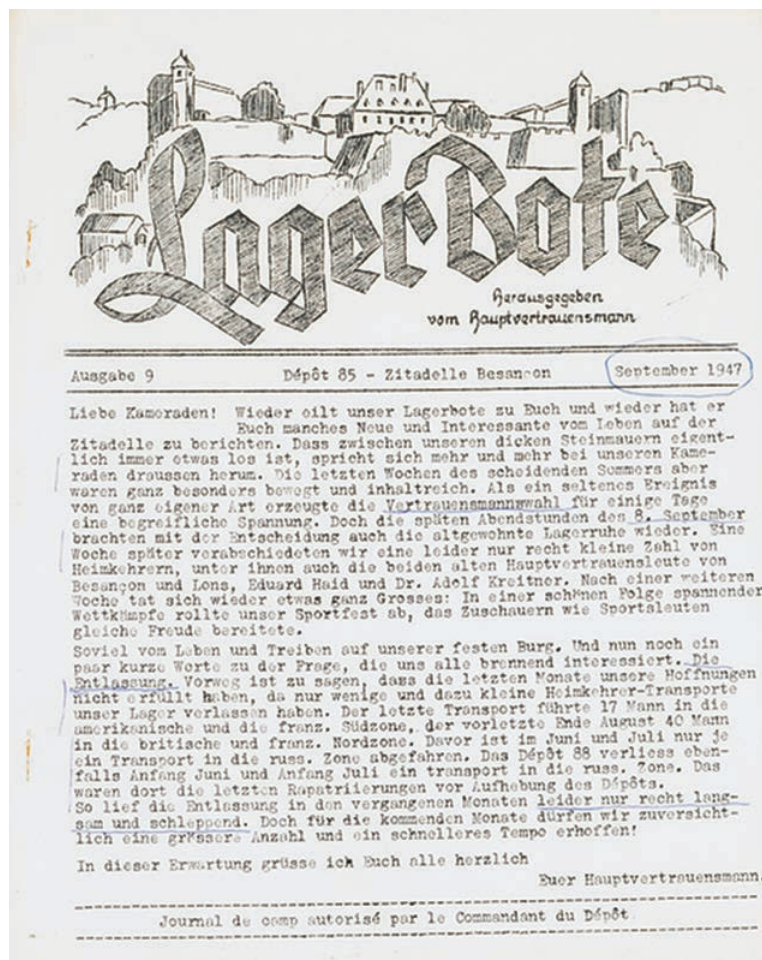 Lager Bote
Herausgegeben
vom Hauptvertrauensmann
Ausgabe 9 Dépôt 85 - Zitadelle Besancon September 1947
Liebe Kameraden! Wieder eilt unser Lagerbote zu Euch und wieder hat er
Euch manches Neue und Interessante vom Leben auf der
Zitadelle zu berichten. Dass zwischen unseren dicken Steinmauern eigent-
lich immer etwas los ist, spricht sich mehr und mehr bei unseren Kame-
raden draussen herum. Die letzten Wochen des scheidenden Sommers aber
waren ganz besonders bewegt und inhaltreich. Als ein seltenes Ereignis
von ganz eigener Art erzeugte die Vertrauensmannswahl für einige Tage
eine begreifliche Spannung. Doch die späten Abendstunden des 8. September
brachten mit der Entscheidung auch die altgewohnte Lagerruhe wieder. Eine
Woche später verabschiedeten wir eine leider nur recht kleine Zahl von
Heimkehrern, unter ihnen auch die beiden alten Hauptvertrauensleute von
Besançon und Lons, Eduard Haid und Dr. Adolf Kreitner. Nach einer weiteren
Woche tat sich wieder etwas ganz Grosses: In einer schönen Folge spannender
Wettkämpfe rollte unser Sportfest ab, das Zuschauern wie Sportsleuten
gleiche Freude bereitete.
Soviel vom Leben und Treiben auf unserer festen Burg. Und nun noch ein
paar kurze Worte zu der Frage, die uns alle brennend interessiert. Die
Entlassung. Vorweg ist zu sagen, dass die letzten Monate unsere Hoffnungen
nicht erfüllt haben, da nur wenige und dazu kleine Heimkehrer-Transporte
unser Lager verlassen haben. Der letzte Transport führte 17 Mann in die
amerikanische und die franz. Südzone, der vorletzte Ende August 40 Mann
in die britische und franz. Nordzone. Davor ist im Juni und Juli nur je
ein Transport in die russ. Zone abgefahren. Das Dépôt 88 verliess eben-
falls Anfang Juni und Anfang Juli ein transport in die russ. Zone. Das
waren dort die letzten Rapatriierungen vor Aufhebung des Dépôts.
So lief die Entlassung in den vergangenen Monaten leider nur recht lang-
sam und schleppend. Doch für die kommenden Monate dürfen wir zuversicht-
lich eine grössere Anzahl und ein schnelleres Tempo erhoffen!
In dieser Erwartung grüsse ich Euch alle herzlich
Euer Hauptvertrauensmann.
Journal de camp autorisé par le Commandant du Dépôt